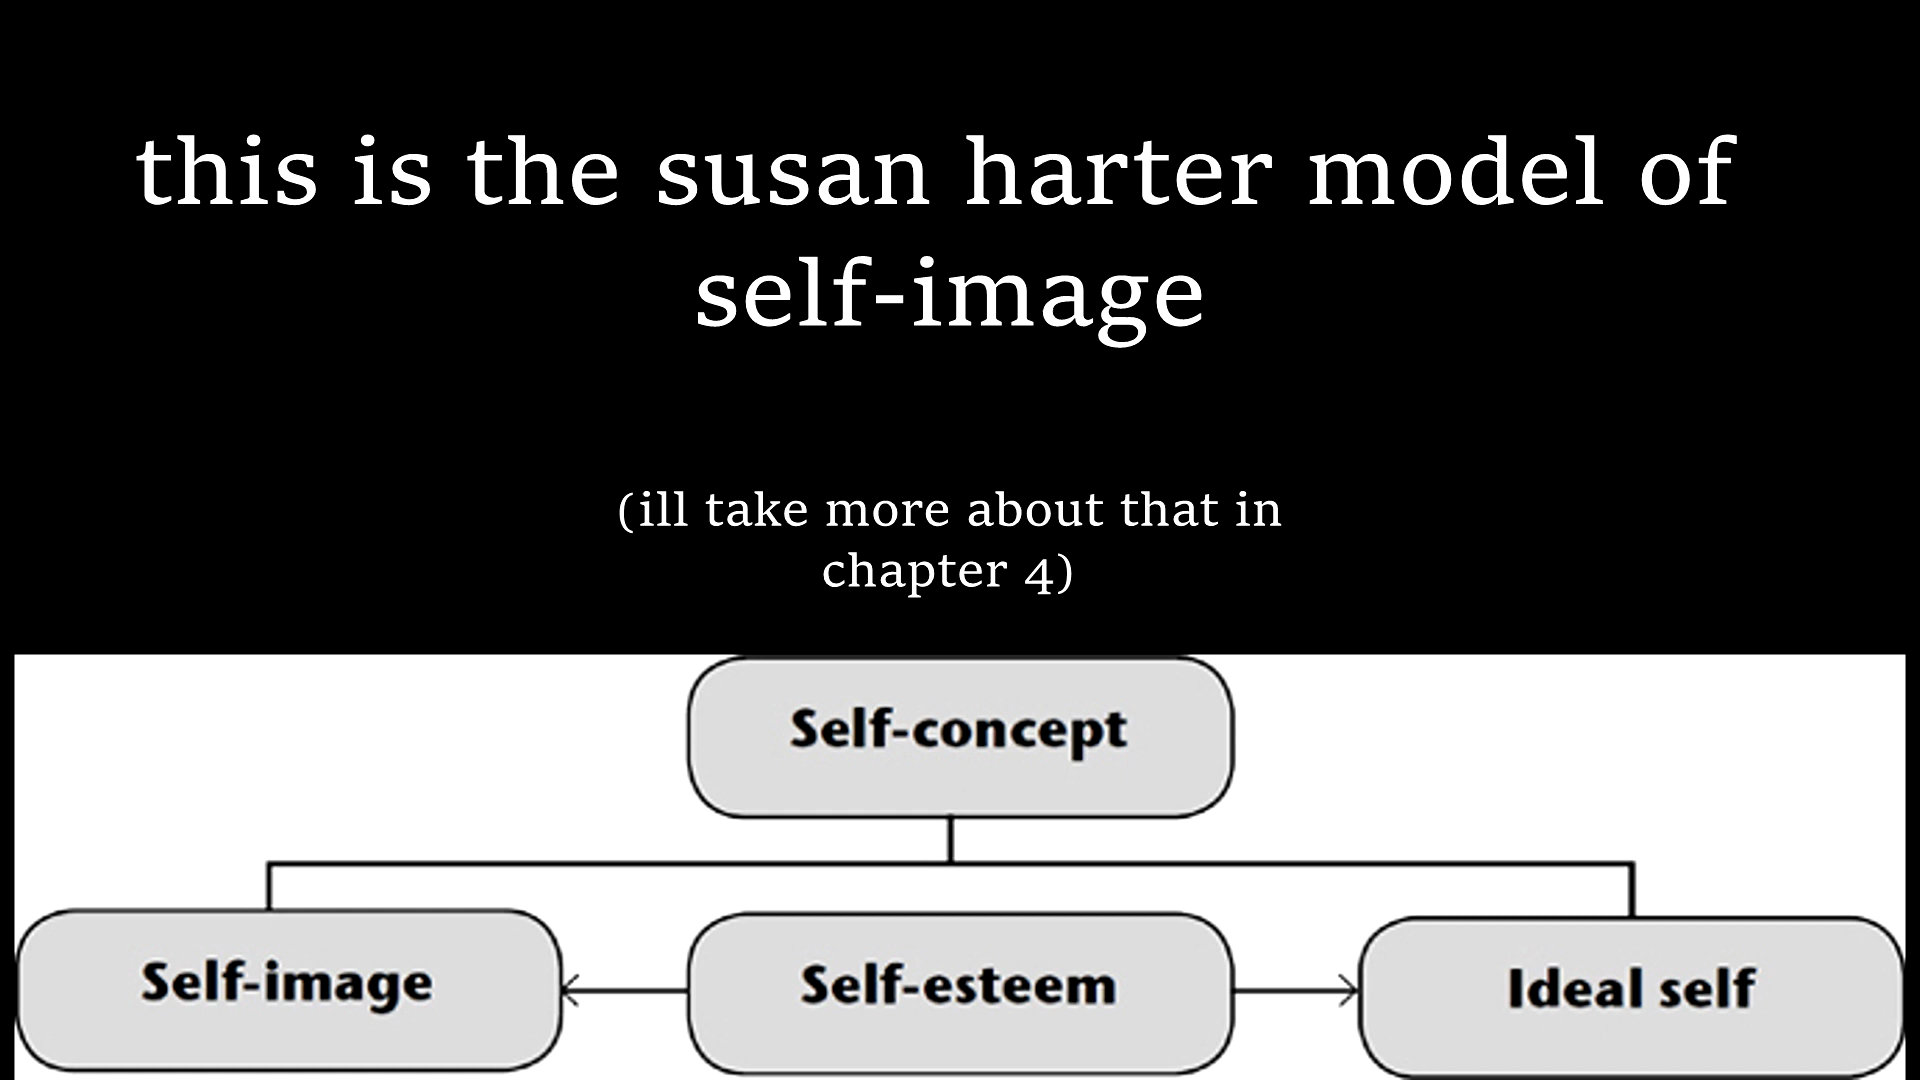 this is the susan harter model of
self-image
(ill take more about that in
chapter 4)
Self-concept
Self-image
Self-esteem
Ideal self